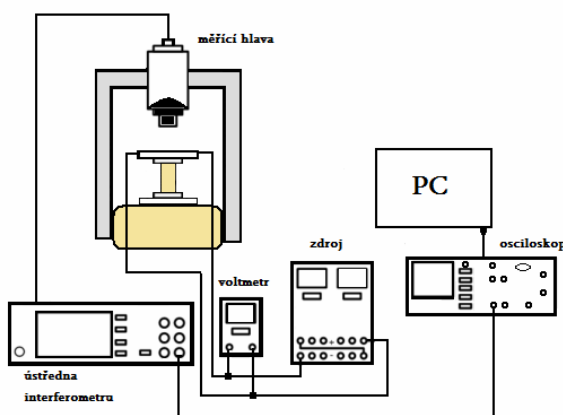 měřící hlava
PC
osciloskop
zdroj
voltmetr
ústředna
interferometru